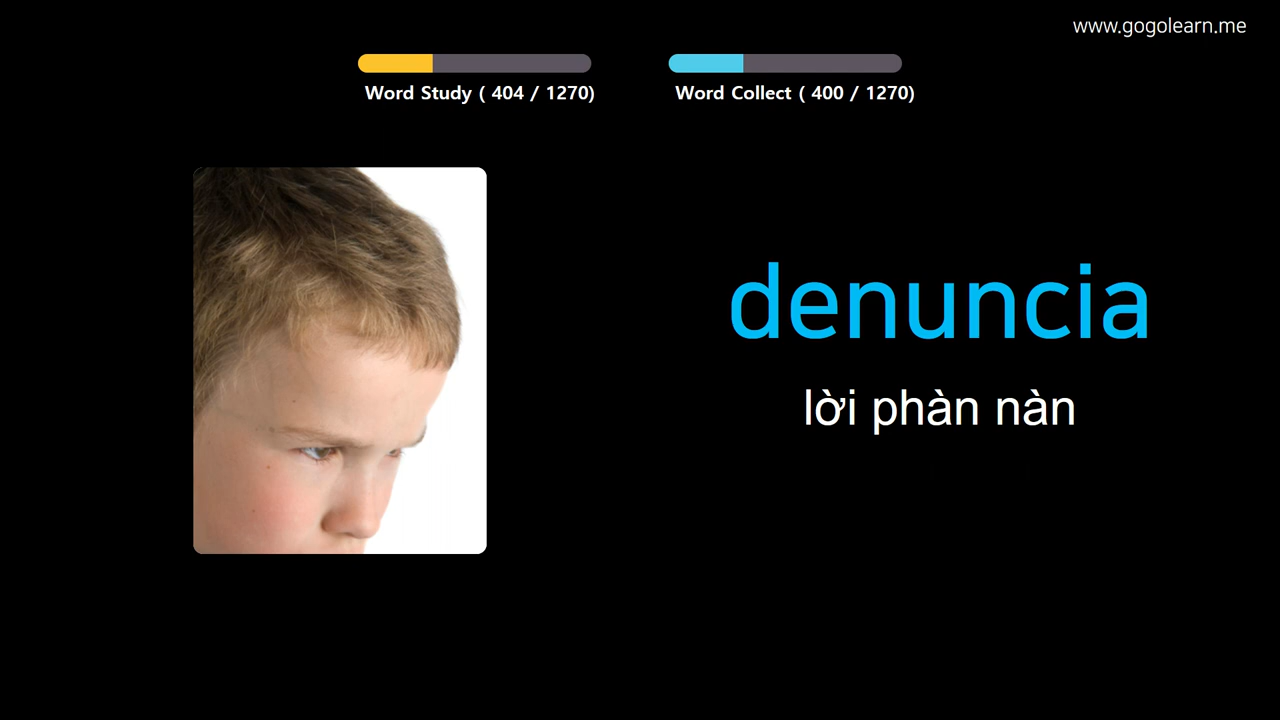 www.gogolearn.me
Word Study ( 404 / 1270)
Word Collect ( 400 / 1270)
denuncia
lời phàn nàn